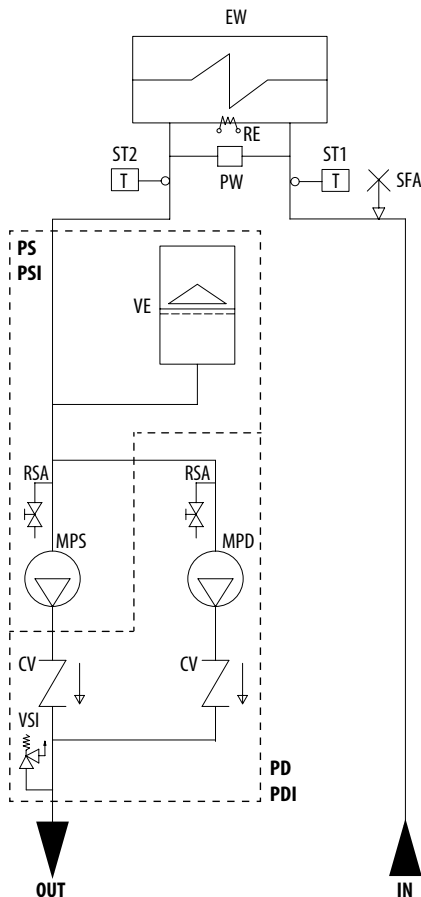 EW
RE
ST2
ST1
T
PW
T
SFA
PS
PSI
VE
RSA
RSA
MPS
MPD
CV
CV
VSI
PD
PDI
OUT
IN